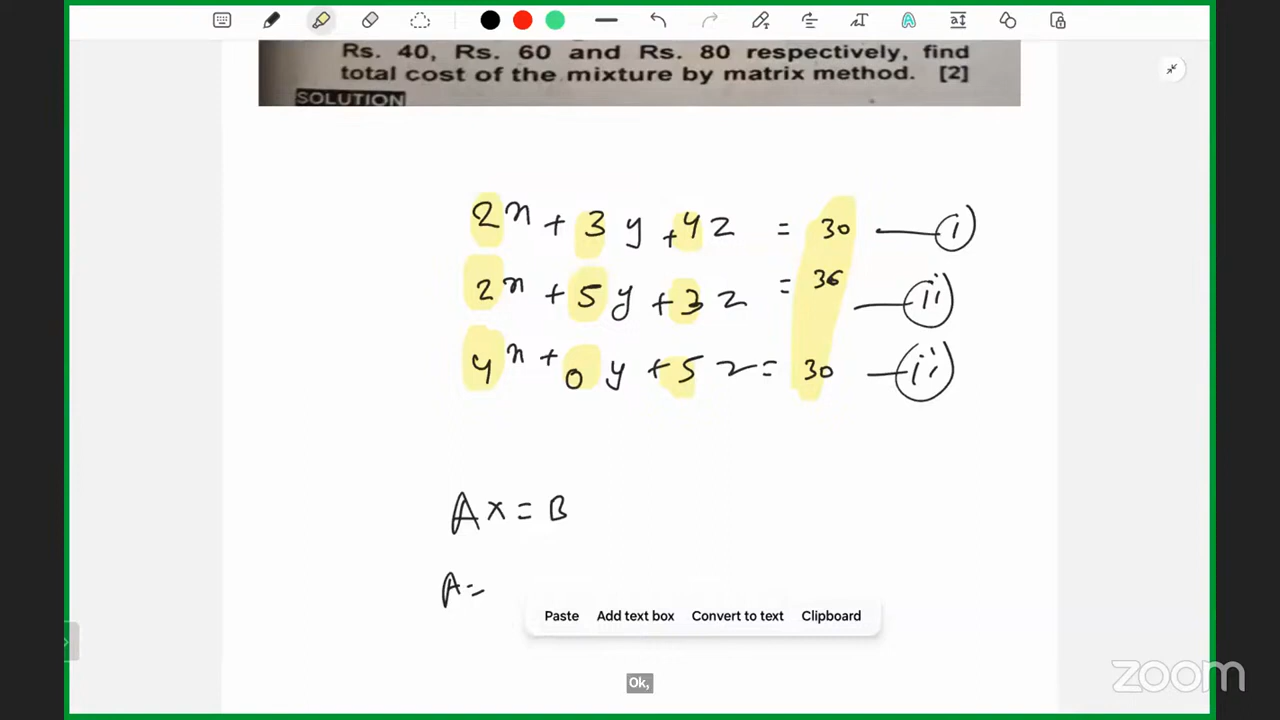 Rs. 40, Rs. 60 and Rs. 80 respectively, find
total cost of the mixture by matrix method. [2]
SOLUTION
2x + 3y + 4z = 30 — (i)
2x + 5y + 3z = 36 — (ii)
4x + 0y + 5z = 30 — (ii)
Ax = B
A=
Paste Add text box Convert to text Clipboard
Ok,
zoom